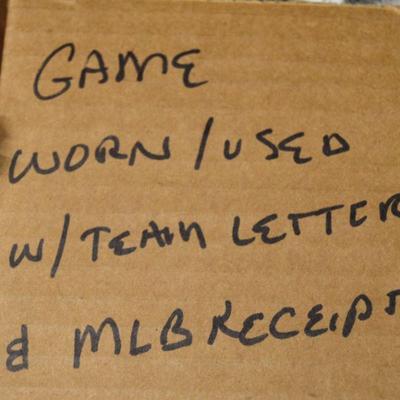 GAME
WORN/USED
W/TEAM LETTER
& MLB RECEIPT